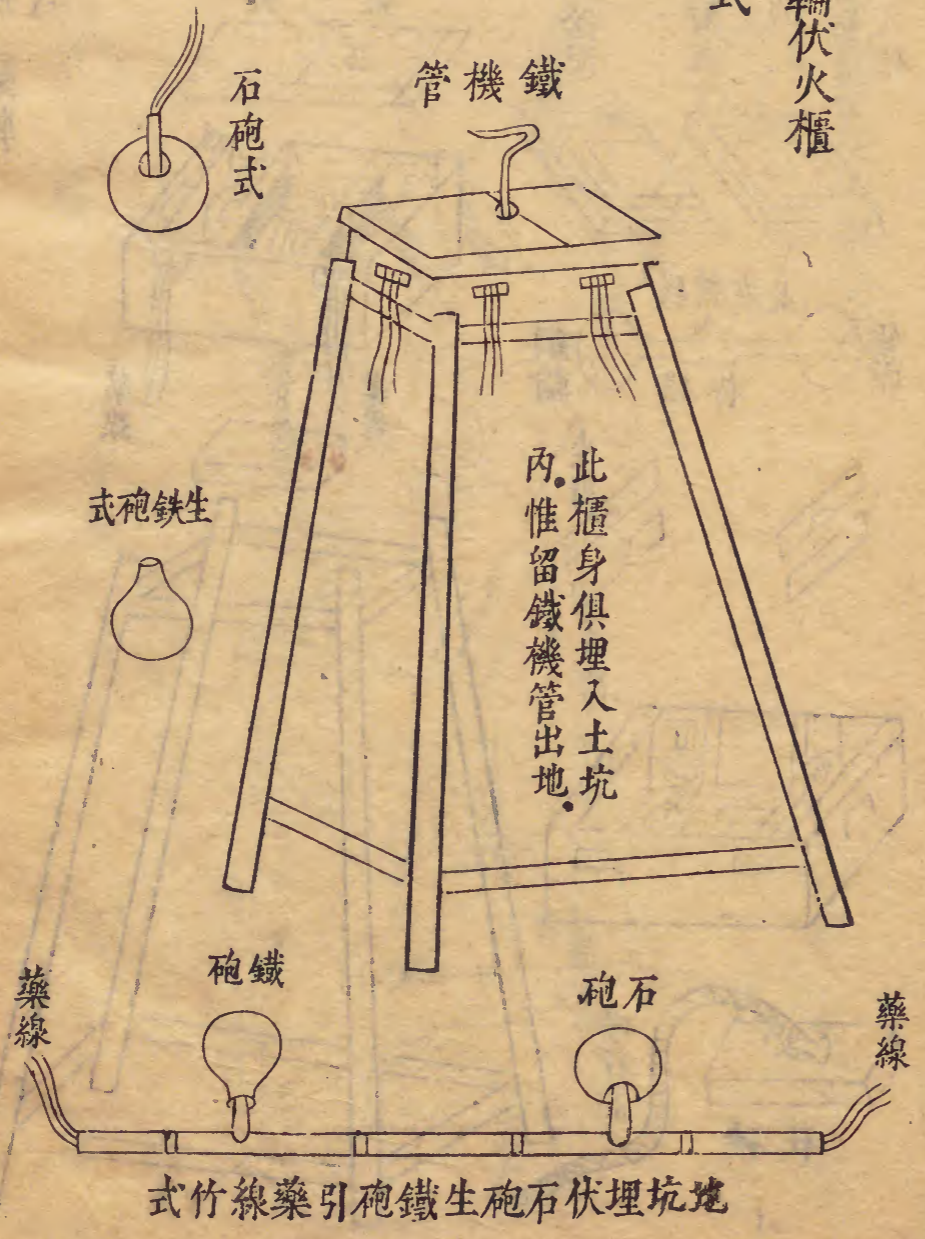 輪伏火櫃
式
鐵機管
石砲式
此櫃身俱埋入土坑
內惟留鐵機管出地
生鉄砲式
石砲
鐵砲
藥線
藥線
地坑埋伏石砲生鐵砲引藥線竹式